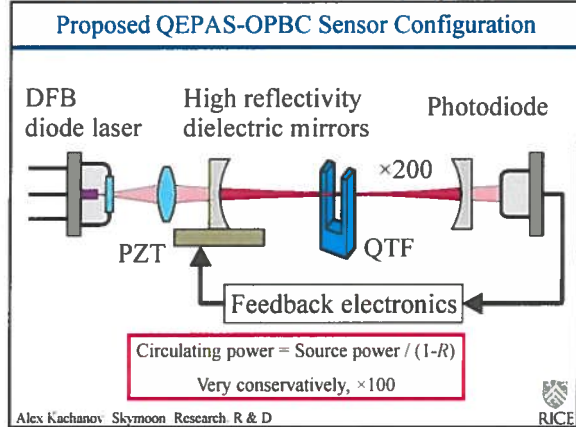 Proposed QEPAS-OPBC Sensor Configuration
DFB
diode laser
High reflectivity
dielectric mirrors
Photodiode
×200
PZT
QTF
Feedback electronics
Circulating power = Source power / (1-R)
Very conservatively, ×100
Alex Kachanov Skymoon Research R & D
RICE